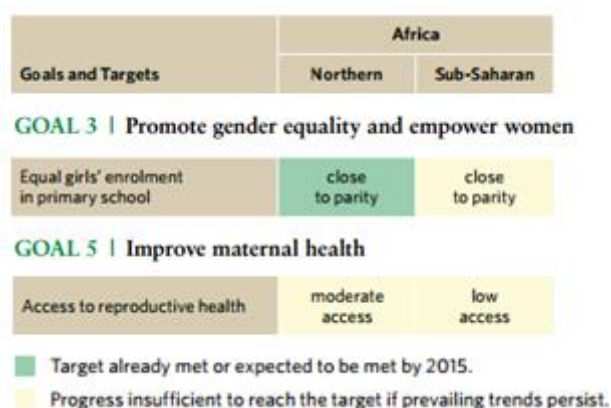 Africa
Goals and Targets Northern Sub-Saharan
GOAL 3 | Promote gender equality and empower women
Equal girls' enrolment
in primary school
close
to parity
close
to parity
GOAL 5 | Improve maternal health
Access to reproductive health
moderate
access
low
access
Target already met or expected to be met by 2015.
Progress insufficient to reach the target if prevailing trends persist.